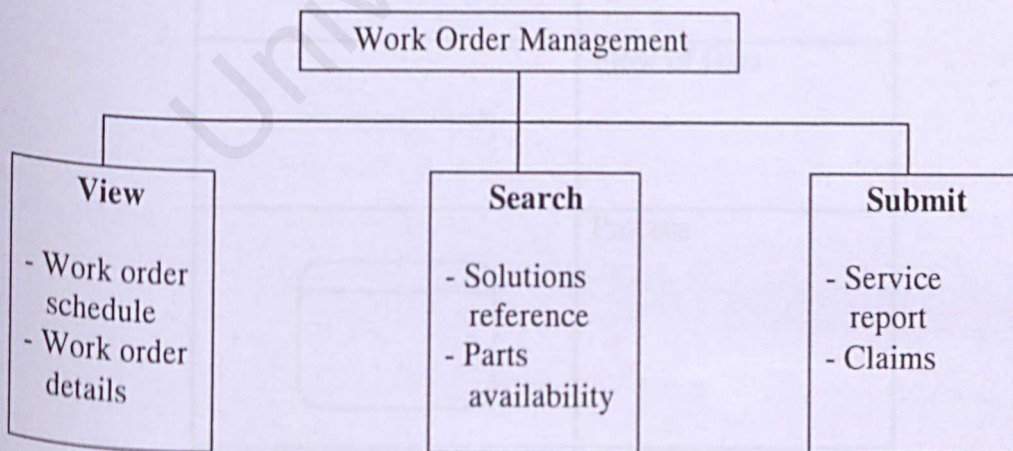 Work Order Management
View
- Work order
schedule
- Work order
details
Search
- Solutions
reference
- Parts
availability
Submit
- Service
report
- Claims